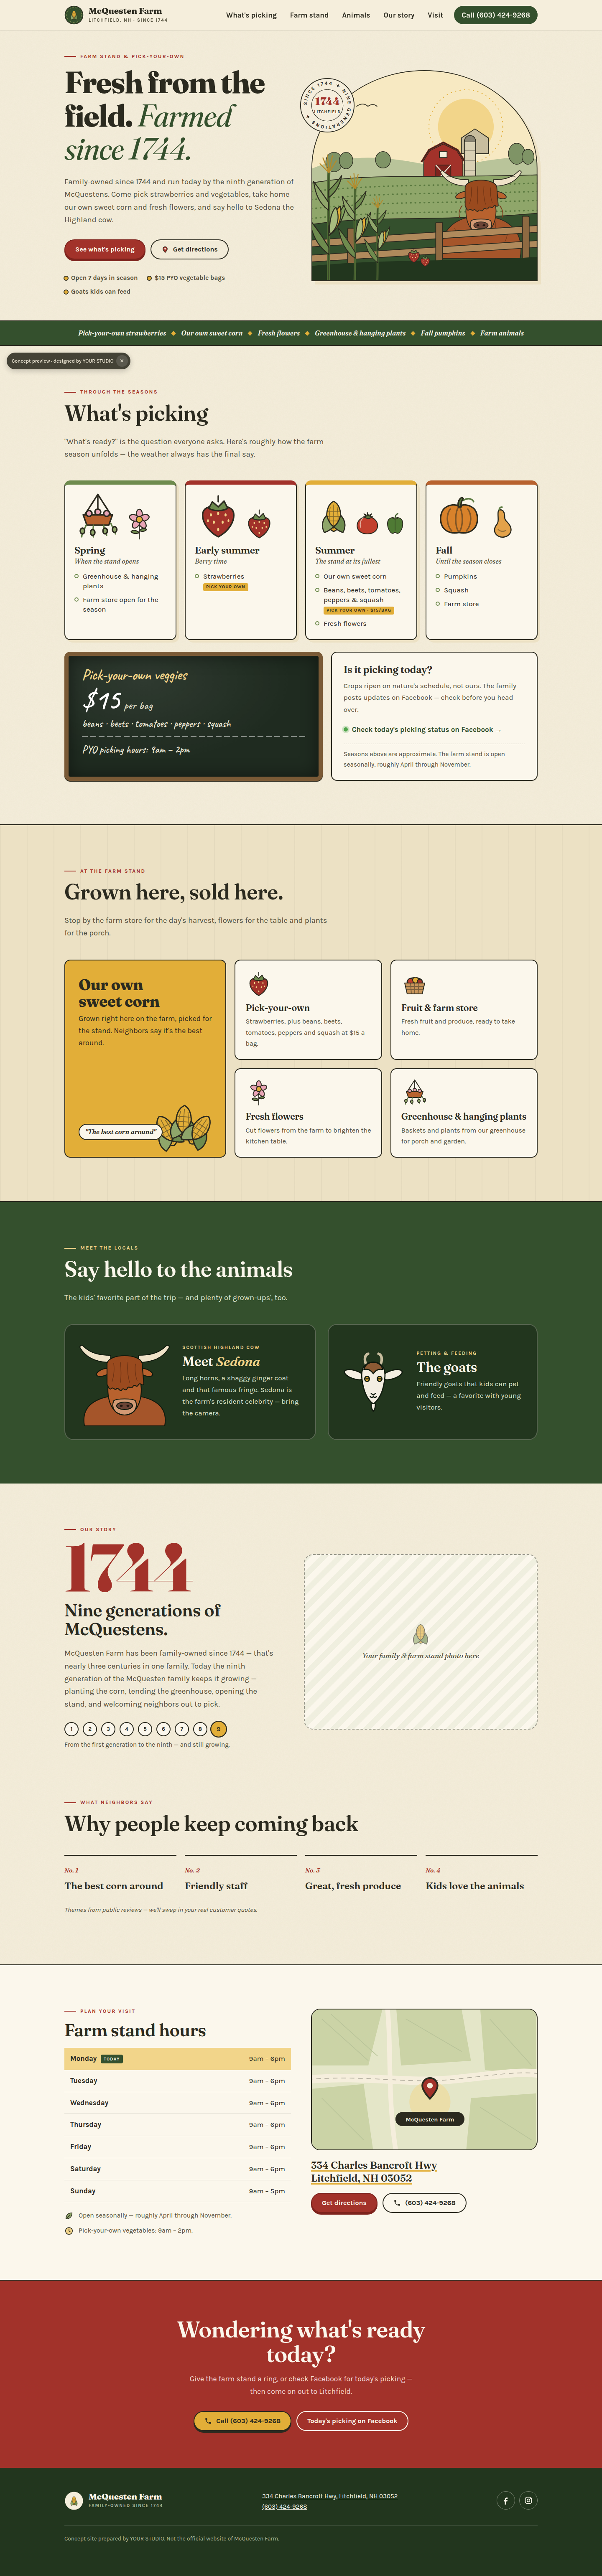 McQuesten Farm
LITCHFIELD, NH · SINCE 1744
What's picking
Farm stand
Animals
Our story
Visit
Call (603) 424-9268
FARM STAND & PICK-YOUR-OWN
Fresh from the
field. Farmed
since 1744.
Family-owned since 1744 and run today by the ninth generation of
McQuestens. Come pick strawberries and vegetables, take home
our own sweet corn and fresh flowers, and say hello to Sedona the
Highland cow.
See what's picking
Get directions
Open 7 days in season
$15 PYO vegetable bags
Goats kids can feed
SINCE 1744 ★ NINE GENERATIONS ★
1744
LITCHFIELD
Pick-your-own strawberries ◆ Our own sweet corn ◆ Fresh flowers ◆ Greenhouse & hanging plants ◆ Fall pumpkins ◆ Farm animals
Concept preview · designed by YOUR STUDIO ×
THROUGH THE SEASONS
What's picking
"What's ready?" is the question everyone asks. Here's roughly how the farm
season unfolds — the weather always has the final say.
Spring
When the stand opens
Greenhouse & hanging
plants
Farm store open for the
season
Early summer
Berry time
Strawberries
PICK YOUR OWN
Summer
The stand at its fullest
Our own sweet corn
Beans, beets, tomatoes,
peppers & squash
PICK YOUR OWN · $15/BAG
Fresh flowers
Fall
Until the season closes
Pumpkins
Squash
Farm store
Pick-your-own veggies
$15 per bag
beans · beets · tomatoes · peppers · squash
PYO picking hours: 9am – 2pm
Is it picking today?
Crops ripen on nature's schedule, not ours. The family
posts updates on Facebook — check before you head
over.
Check today's picking status on Facebook →
Seasons above are approximate. The farm stand is open
seasonally, roughly April through November.
AT THE FARM STAND
Grown here, sold here.
Stop by the farm store for the day's harvest, flowers for the table and plants
for the porch.
Our own
sweet corn
Grown right here on the farm, picked for
the stand. Neighbors say it's the best
around.
"The best corn around"
Pick-your-own
Strawberries, plus beans, beets,
tomatoes, peppers and squash at $15 a
bag.
Fruit & farm store
Fresh fruit and produce, ready to take
home.
Fresh flowers
Cut flowers from the farm to brighten the
kitchen table.
Greenhouse & hanging plants
Baskets and plants from our greenhouse
for porch and garden.
MEET THE LOCALS
Say hello to the animals
The kids' favorite part of the trip — and plenty of grown-ups', too.
SCOTTISH HIGHLAND COW
Meet Sedona
Long horns, a shaggy ginger coat
and that famous fringe. Sedona is
the farm's resident celebrity — bring
the camera.
PETTING & FEEDING
The goats
Friendly goats that kids can pet
and feed — a favorite with young
visitors.
OUR STORY
1744
Nine generations of
McQuestens.
McQuesten Farm has been family-owned since 1744 — that's
nearly three centuries in one family. Today the ninth
generation of the McQuesten family keeps it growing —
planting the corn, tending the greenhouse, opening the
stand, and welcoming neighbors out to pick.
1 2 3 4 5 6 7 8 9
From the first generation to the ninth — and still growing.
Your family & farm stand photo here
WHAT NEIGHBORS SAY
Why people keep coming back
No. 1
The best corn around
No. 2
Friendly staff
No. 3
Great, fresh produce
No. 4
Kids love the animals
Themes from public reviews — we'll swap in your real customer quotes.
PLAN YOUR VISIT
Farm stand hours
Monday TODAY 9am – 6pm
Tuesday 9am – 6pm
Wednesday 9am – 6pm
Thursday 9am – 6pm
Friday 9am – 6pm
Saturday 9am – 6pm
Sunday 9am – 5pm
Open seasonally — roughly April through November.
Pick-your-own vegetables: 9am – 2pm.
McQuesten Farm
334 Charles Bancroft Hwy
Litchfield, NH 03052
Get directions
(603) 424-9268
Wondering what's ready
today?
Give the farm stand a ring, or check Facebook for today's picking —
then come on out to Litchfield.
Call (603) 424-9268
Today's picking on Facebook
McQuesten Farm
FAMILY-OWNED SINCE 1744
334 Charles Bancroft Hwy, Litchfield, NH 03052
(603) 424-9268
Concept site prepared by YOUR STUDIO. Not the official website of McQuesten Farm.